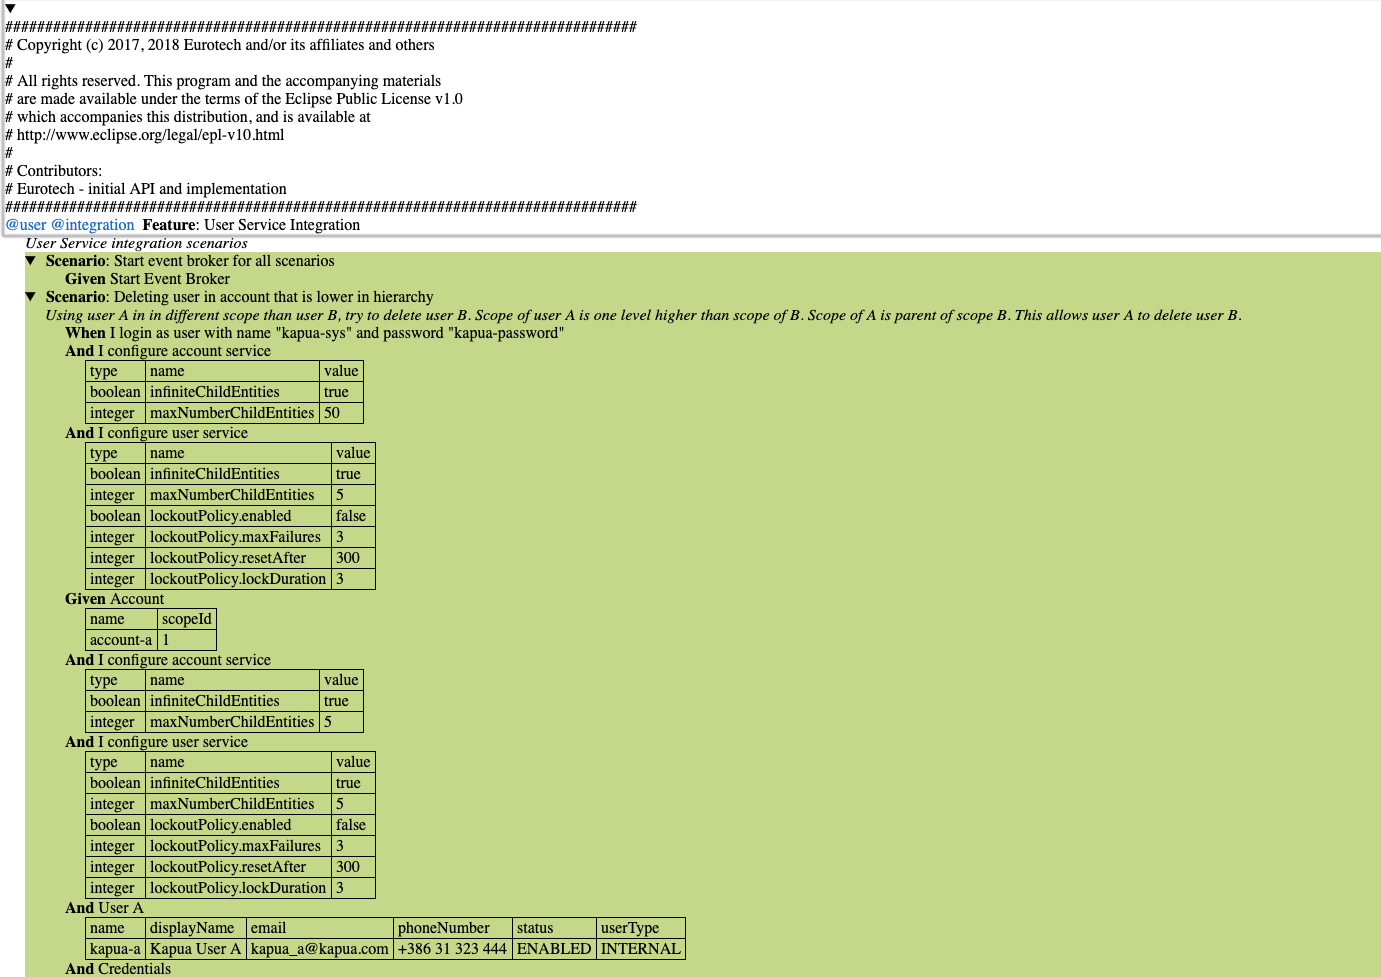 ▼
###############################################################################
# Copyright (c) 2017, 2018 Eurotech and/or its affiliates and others
#
# All rights reserved. This program and the accompanying materials
# are made available under the terms of the Eclipse Public License v1.0
# which accompanies this distribution, and is available at
# http://www.eclipse.org/legal/epl-v10.html
#
# Contributors:
# Eurotech - initial API and implementation
###############################################################################
@user @integration Feature: User Service Integration
User Service integration scenarios
▼ Scenario: Start event broker for all scenarios
Given Start Event Broker
▼ Scenario: Deleting user in account that is lower in hierarchy
Using user A in in different scope than user B, try to delete user B. Scope of user A is one level higher than scope of B. Scope of A is parent of scope B. This allows user A to delete user B.
When I login as user with name "kapua-sys" and password "kapua-password"
And I configure account service
type name value
boolean infiniteChildEntities true
integer maxNumberChildEntities 50
And I configure user service
type name value
boolean infiniteChildEntities true
integer maxNumberChildEntities 5
boolean lockoutPolicy.enabled false
integer lockoutPolicy.maxFailures 3
integer lockoutPolicy.resetAfter 300
integer lockoutPolicy.lockDuration 3
Given Account
name scopeId
account-a 1
And I configure account service
type name value
boolean infiniteChildEntities true
integer maxNumberChildEntities 5
And I configure user service
type name value
boolean infiniteChildEntities true
integer maxNumberChildEntities 5
boolean lockoutPolicy.enabled false
integer lockoutPolicy.maxFailures 3
integer lockoutPolicy.resetAfter 300
integer lockoutPolicy.lockDuration 3
And User A
name displayName email phoneNumber status userType
kapua-a Kapua User A kapua_a@kapua.com +386 31 323 444 ENABLED INTERNAL
And Credentials